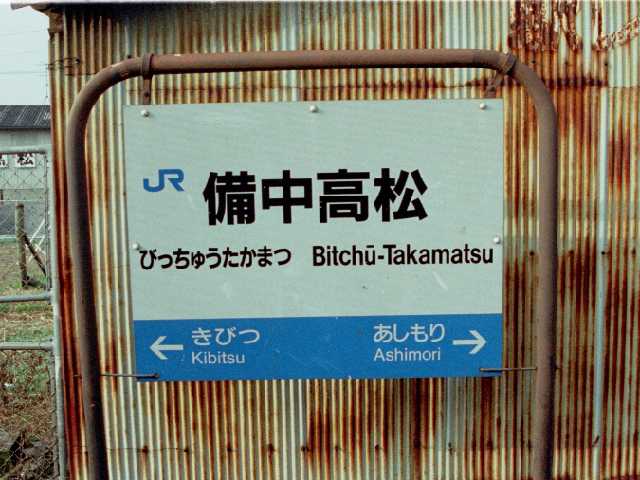 JR 備中高松
びっちゅうたかまつ Bitchū-Takamatsu
← きびつ
Kibitsu
あしもり →
Ashimori
松